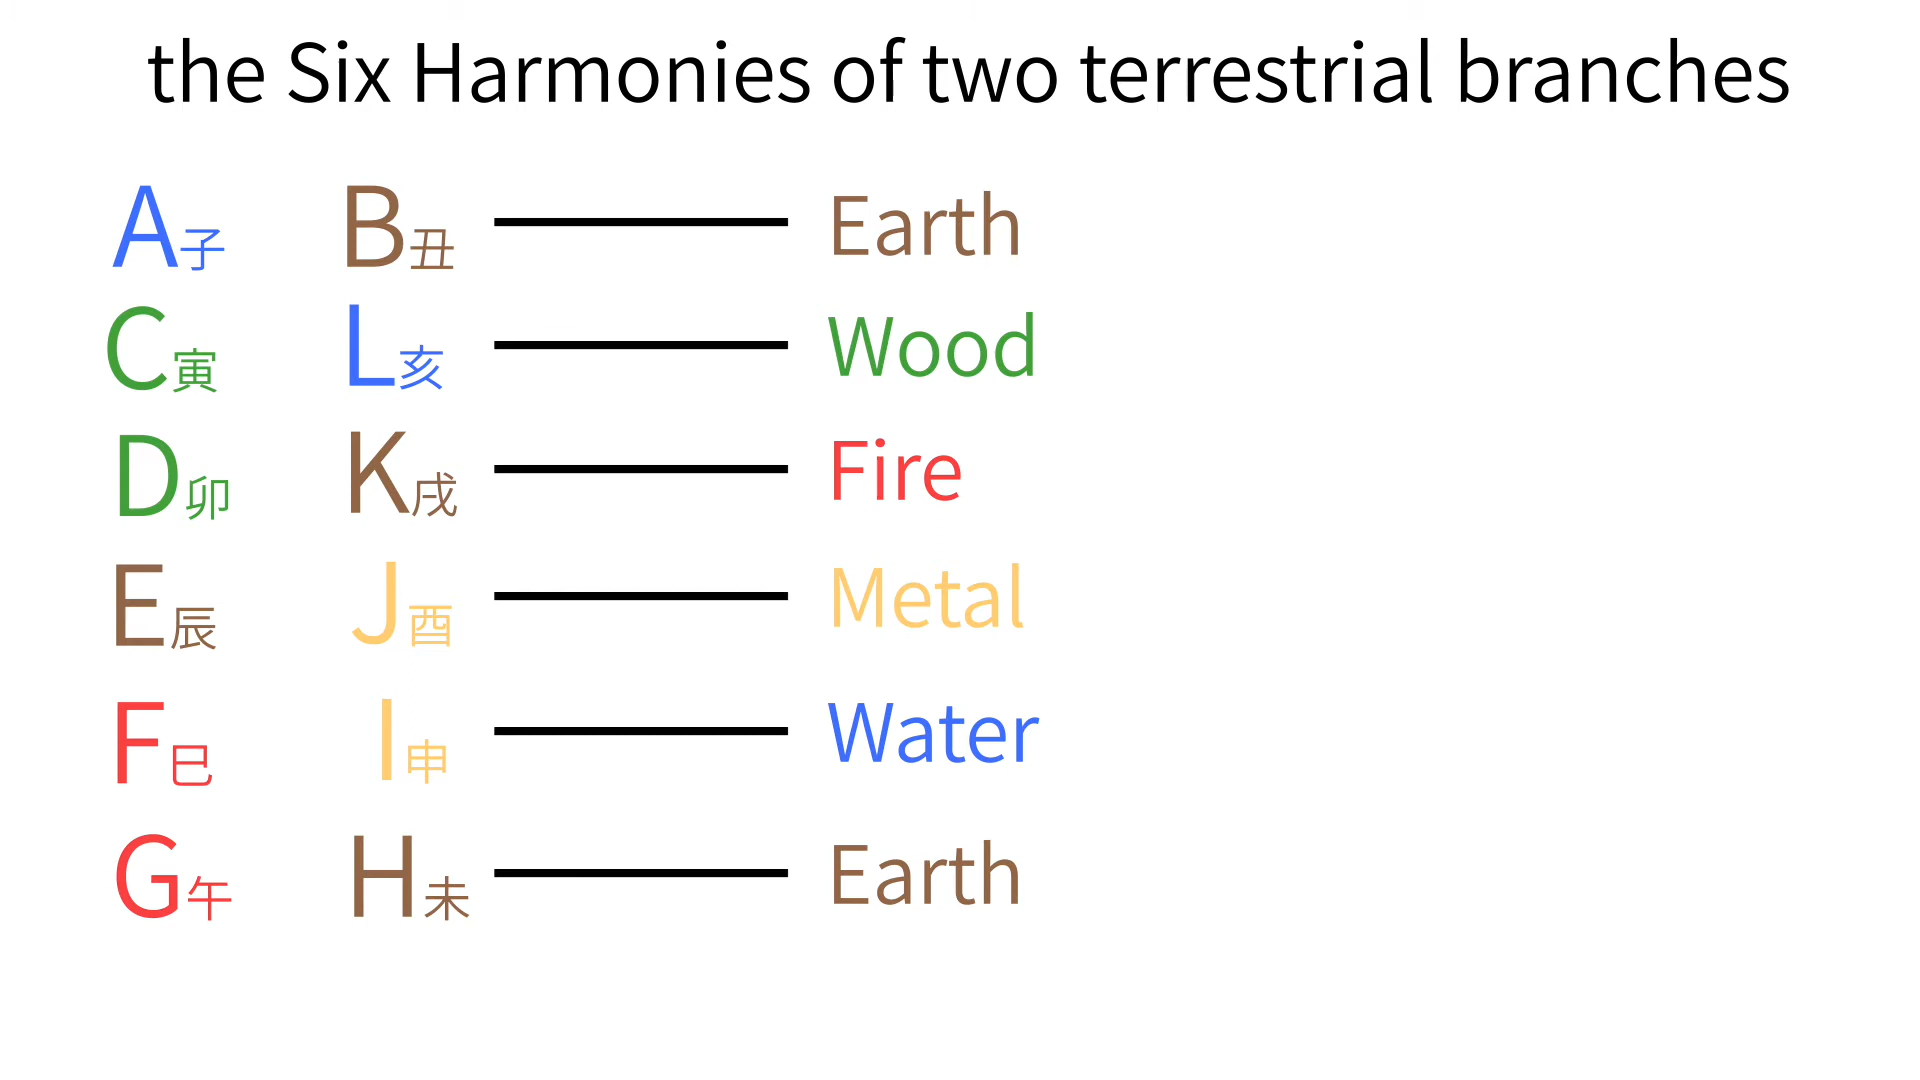 the Six Harmonies of two terrestrial branches
A子 B丑 Earth
C寅 L亥 Wood
D卯 K戌 Fire
E辰 J酉 Metal
F巳 I申 Water
G午 H未 Earth